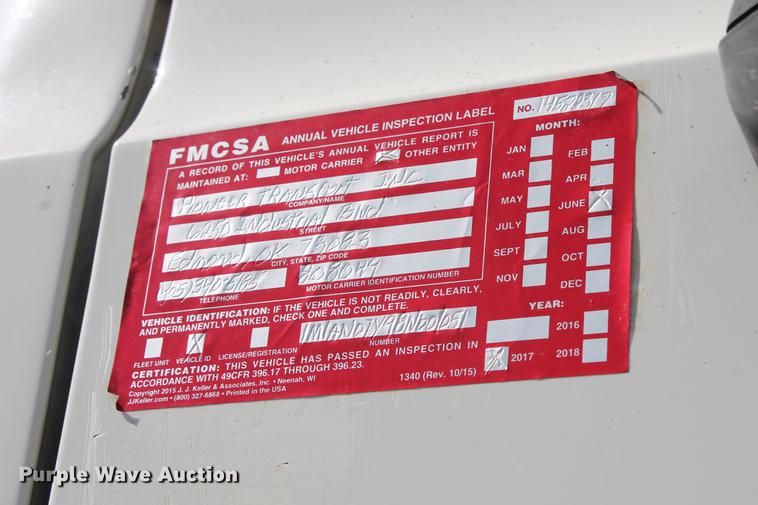 FMCSA ANNUAL VEHICLE INSPECTION LABEL
NO.
A RECORD OF THIS VEHICLE'S ANNUAL VEHICLE REPORT IS
MAINTAINED AT: MOTOR CARRIER X OTHER ENTITY
Pioneer Transport Inc
COMPANY/NAME
Industrial Blvd
STREET
Edmond, OK 73083
CITY, STATE, ZIP CODE
308049
TELEPHONE
MOTOR CARRIER IDENTIFICATION NUMBER
VEHICLE IDENTIFICATION: IF THE VEHICLE IS NOT READILY, CLEARLY,
AND PERMANENTLY MARKED, CHECK ONE AND COMPLETE.
X
FLEET UNIT VEHICLE ID LICENSE/REGISTRATION
NUMBER
CERTIFICATION: THIS VEHICLE HAS PASSED AN INSPECTION IN
ACCORDANCE WITH 49CFR 396.17 THROUGH 396.23.
Copyright 2015 J. J. Keller & Associates, Inc. • Neenah, WI
JJKeller.com • (800) 327-6868 • Printed in the USA
1340 (Rev. 10/15)
MONTH:
JAN FEB
MAR APR
MAY JUNE X
JULY AUG
SEPT OCT
NOV DEC
YEAR:
2016
X 2017 2018
Purple Wave Auction